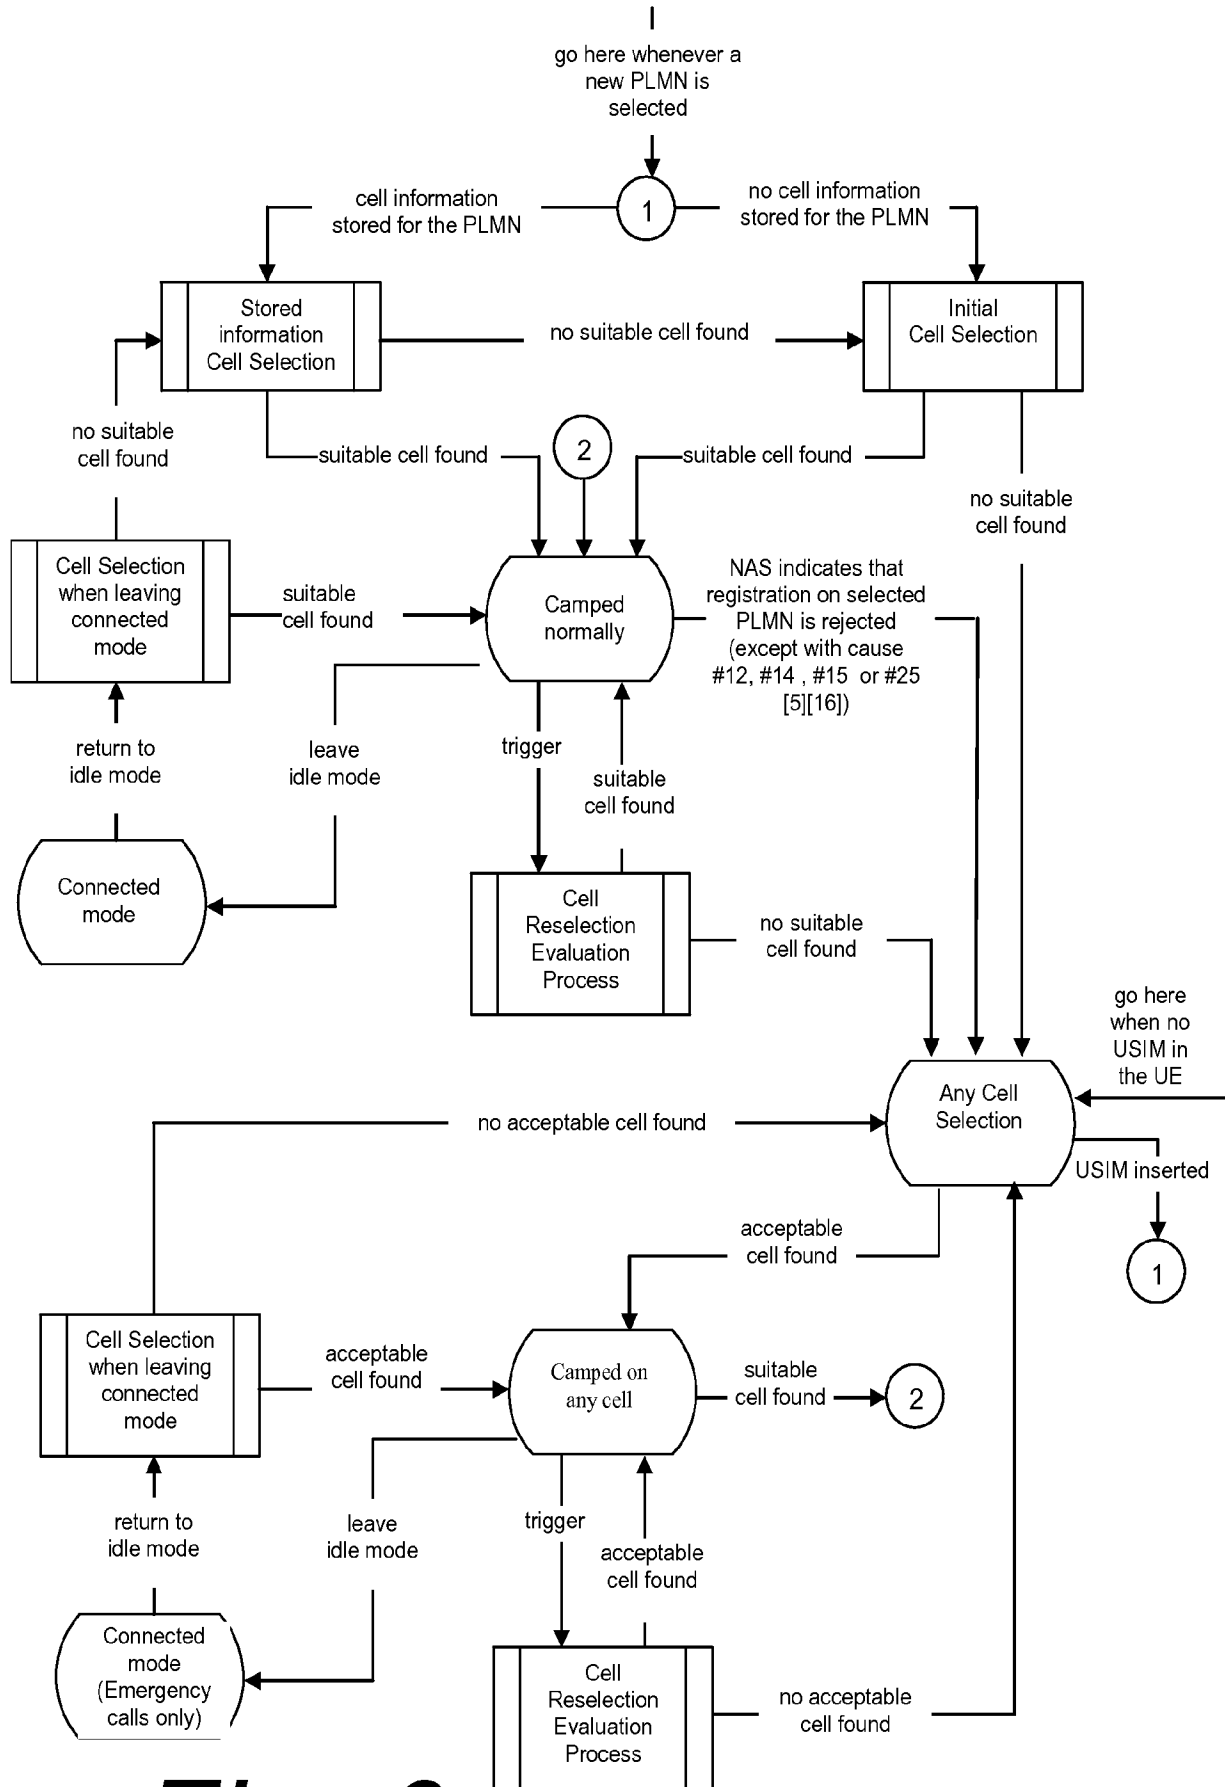 go here whenever a
new PLMN is
selected
1
cell information
stored for the PLMN
no cell information
stored for the PLMN
Stored
information
Cell Selection
no suitable cell found
Initial
Cell Selection
no suitable
cell found
suitable cell found
2
suitable cell found
no suitable
cell found
Cell Selection
when leaving
connected
mode
suitable
cell found
Camped
normally
NAS indicates that
registration on selected
PLMN is rejected
(except with cause
#12, #14 , #15 or #25
[5][16])
return to
idle mode
leave
idle mode
trigger
suitable
cell found
Connected
mode
Cell
Reselection
Evaluation
Process
no suitable
cell found
go here
when no
USIM in
the UE
Any Cell
Selection
no acceptable cell found
USIM inserted
1
acceptable
cell found
Cell Selection
when leaving
connected
mode
acceptable
cell found
Camped on
any cell
suitable
cell found
2
return to
idle mode
leave
idle mode
trigger
acceptable
cell found
Connected
mode
(Emergency
calls only)
Cell
Reselection
Evaluation
Process
no acceptable
cell found